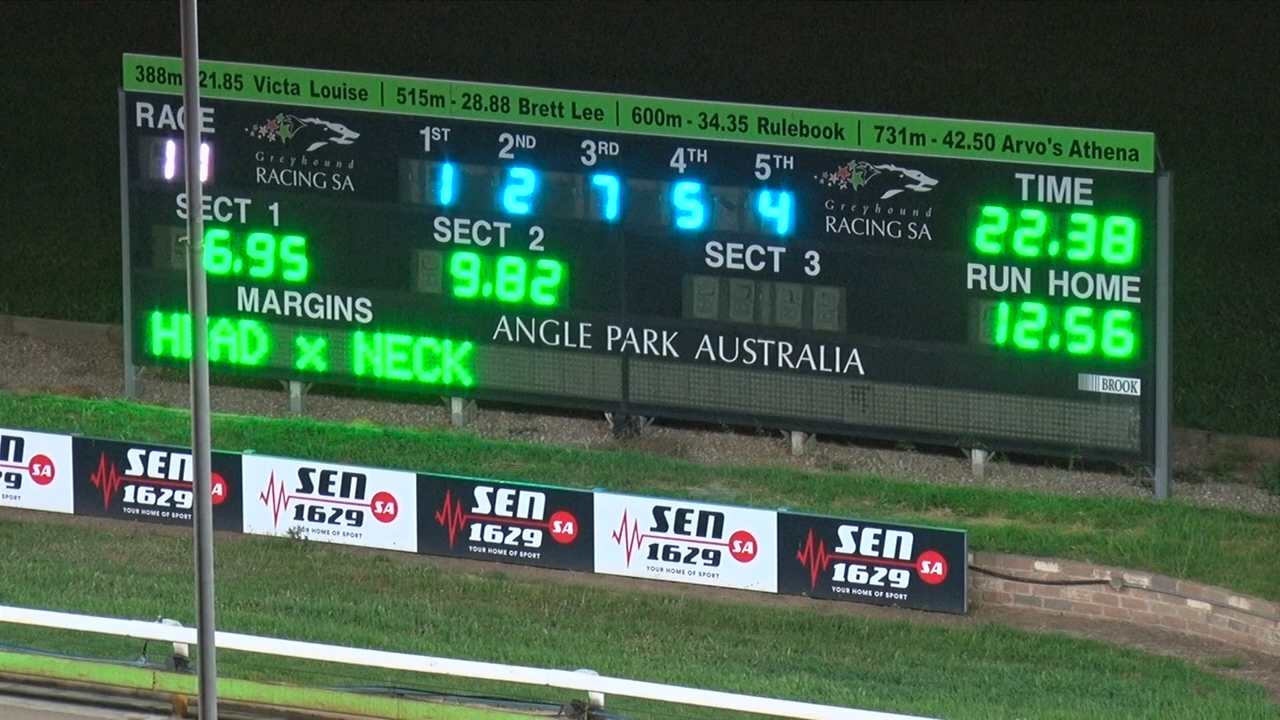 388m 21.85 Victa Louise | 515m - 28.88 Brett Lee | 600m - 34.35 Rulebook | 731m - 42.50 Arvo's Athena
RACE
11
Greyhound
RACING SA
1ST 2ND 3RD 4TH 5TH
1 2 7 5 4
Greyhound
RACING SA
TIME
22.38
SECT 1
6.95
SECT 2
9.82
SECT 3
RUN HOME
12.56
MARGINS
HEAD x NECK
ANGLE PARK AUSTRALIA
BROOK
SA
SEN
1629
SA
SEN SA
1629
YOUR HOME OF SPORT
SEN SA
1629
YOUR HOME OF SPORT
SEN SA
1629
YOUR HOME OF SPORT
SEN SA
1629
YOUR HOME OF SPORT